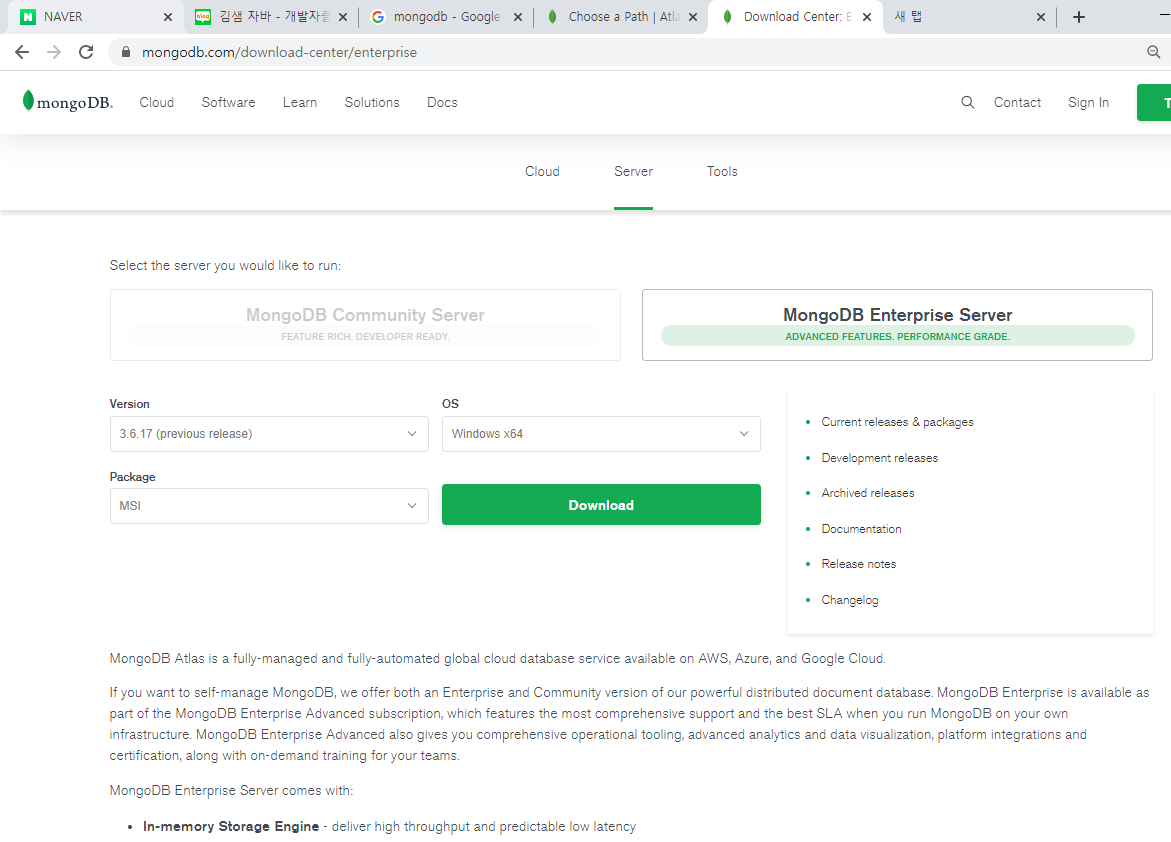 NAVER
blog 김샘 자바 - 개발자를
mongodb - Google
Choose a Path | Atla
Download Center: E
새 탭
mongodb.com/download-center/enterprise
mongoDB.
Cloud
Software
Learn
Solutions
Docs
Contact
Sign In
T
Cloud
Server
Tools
Select the server you would like to run:
MongoDB Community Server
FEATURE RICH. DEVELOPER READY.
MongoDB Enterprise Server
ADVANCED FEATURES. PERFORMANCE GRADE.
Version
3.6.17 (previous release)
OS
Windows x64
Package
MSI
Download
Current releases & packages
Development releases
Archived releases
Documentation
Release notes
Changelog
MongoDB Atlas is a fully-managed and fully-automated global cloud database service available on AWS, Azure, and Google Cloud.
If you want to self-manage MongoDB, we offer both an Enterprise and Community version of our powerful distributed document database. MongoDB Enterprise is available as
part of the MongoDB Enterprise Advanced subscription, which features the most comprehensive support and the best SLA when you run MongoDB on your own
infrastructure. MongoDB Enterprise Advanced also gives you comprehensive operational tooling, advanced analytics and data visualization, platform integrations and
certification, along with on-demand training for your teams.
MongoDB Enterprise Server comes with:
• In-memory Storage Engine - deliver high throughput and predictable low latency